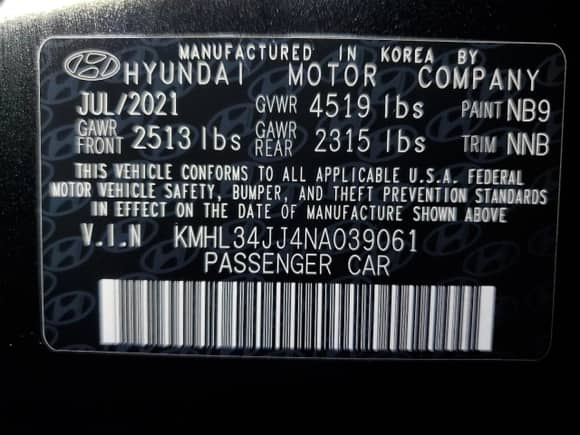 MANUFACTURED IN KOREA BY
HYUNDAI MOTOR COMPANY
JUL/2021 GVWR 4519 lbs PAINT NB9
GAWR FRONT 2513 lbs GAWR REAR 2315 lbs TRIM NNB
THIS VEHICLE CONFORMS TO ALL APPLICABLE U.S.A. FEDERAL
MOTOR VEHICLE SAFETY, BUMPER, AND THEFT PREVENTION STANDARDS
IN EFFECT ON THE DATE OF MANUFACTURE SHOWN ABOVE
V.I.N KMHL34JJ4NA039061
PASSENGER CAR